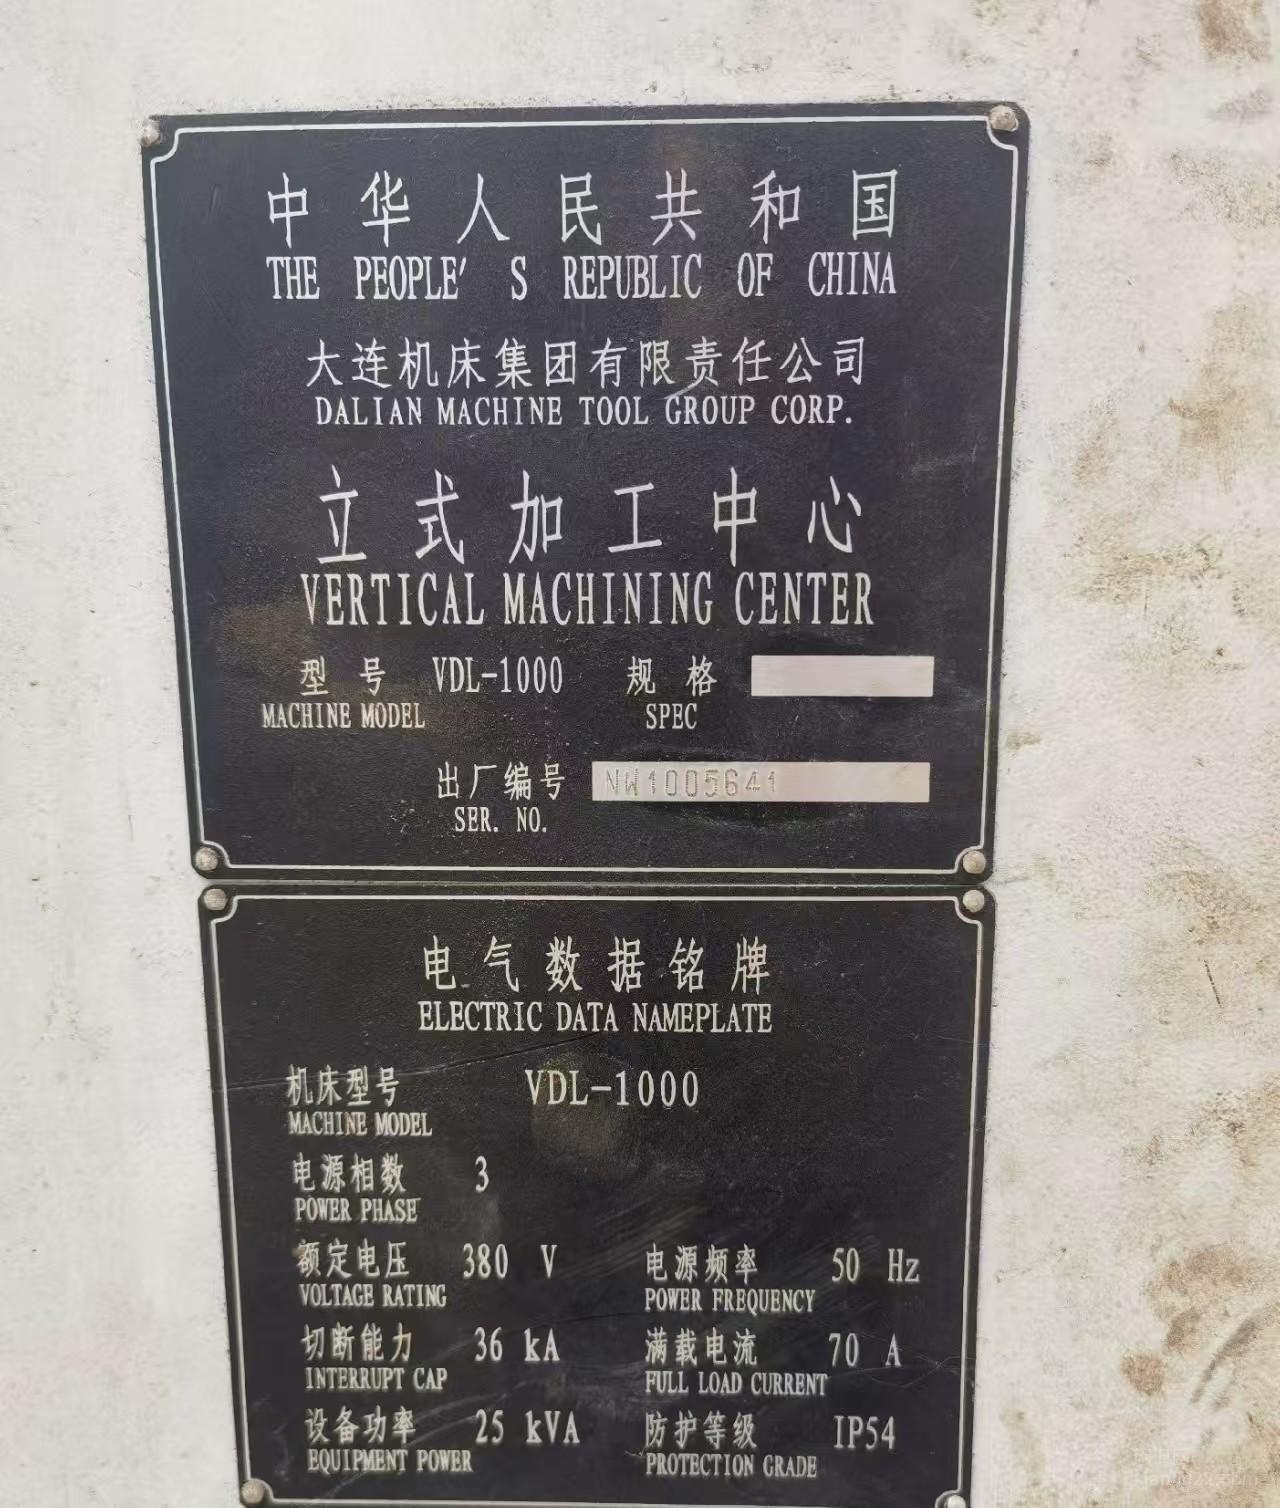 中华人民共和国
THE PEOPLE' S REPUBLIC OF CHINA
大连机床集团有限责任公司
DALIAN MACHINE TOOL GROUP CORP.
立式加工中心
VERTICAL MACHINING CENTER
型号 VDL-1000 规格
MACHINE MODEL SPEC
出厂编号 NW1005641
SER. NO.
电气数据铭牌
ELECTRIC DATA NAMEPLATE
机床型号 VDL-1000
MACHINE MODEL
电源相数 3
POWER PHASE
额定电压 380 V 电源频率 50 Hz
VOLTAGE RATING POWER FREQUENCY
切断能力 36 kA 满载电流 70 A
INTERRUPT CAP FULL LOAD CURRENT
设备功率 25 kVA 防护等级 IP54
EQUIPMENT POWER PROTECTION GRADE